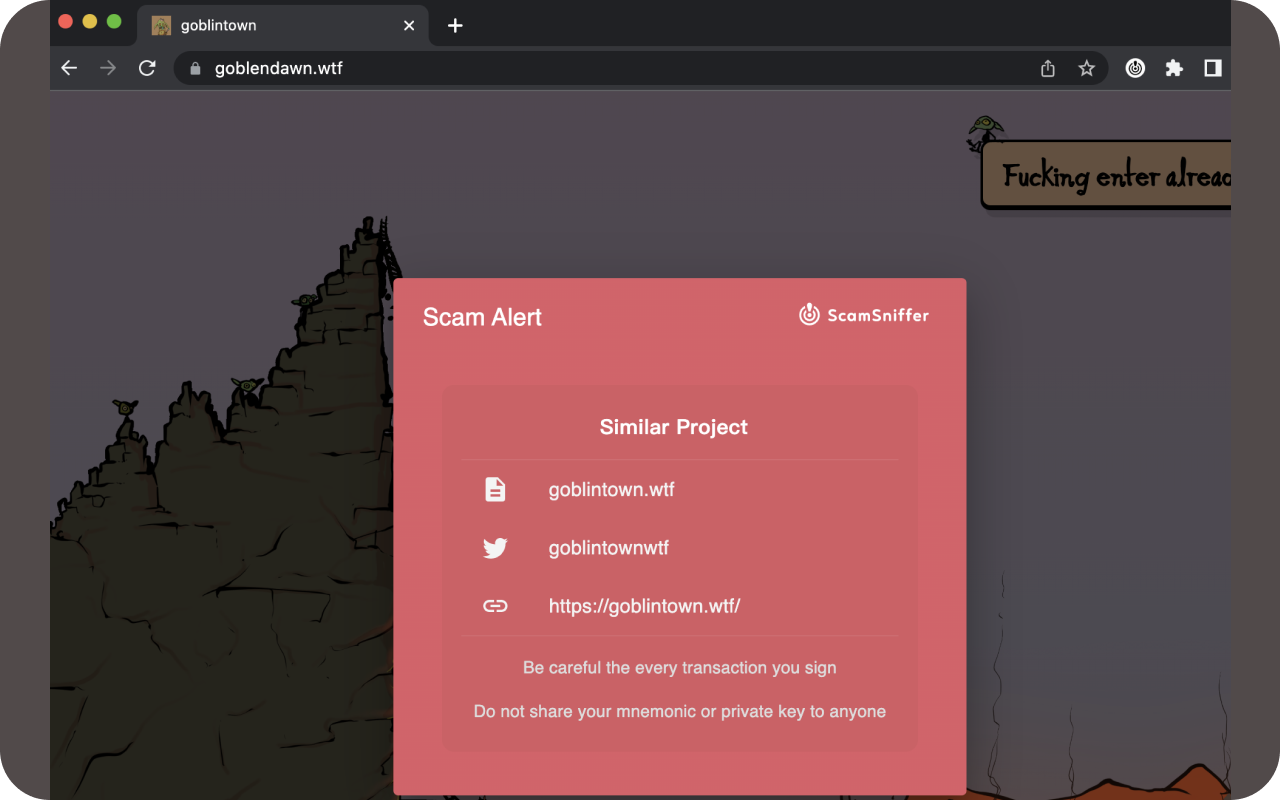 goblintown
goblendawn.wtf
Fucking enter alread
Scam Alert
ScamSniffer
Similar Project
goblintown.wtf
goblintownwtf
https://goblintown.wtf/
Be careful the every transaction you sign
Do not share your mnemonic or private key to anyone